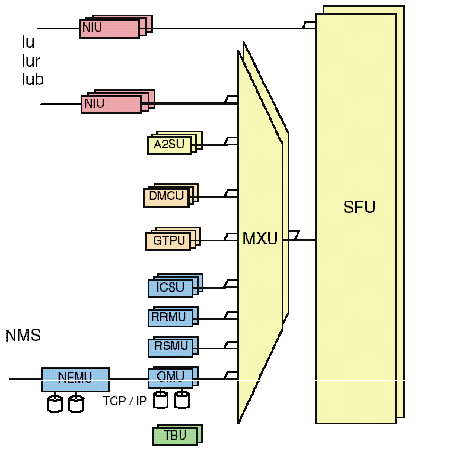 NIU
Iu
Iur
Iub
NIU
A2SU
DMCU
SFU
GTPU
MXU
ICSU
RRMU
NMS
RSMU
NEMU
OMU
TCP / IP
TBU